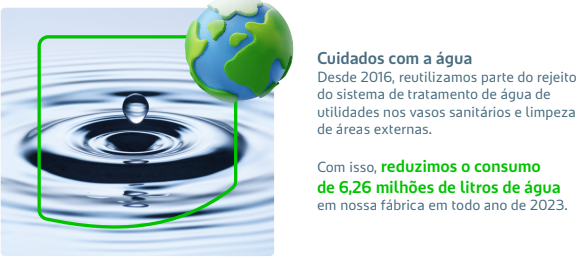 Cuidados com a água
Desde 2016, reutilizamos parte do rejeito
do sistema de tratamento de água de
utilidades nos vasos sanitários e limpeza
de áreas externas.
Com isso, reduzimos o consumo
de 6,26 milhões de litros de água
em nossa fábrica em todo ano de 2023.